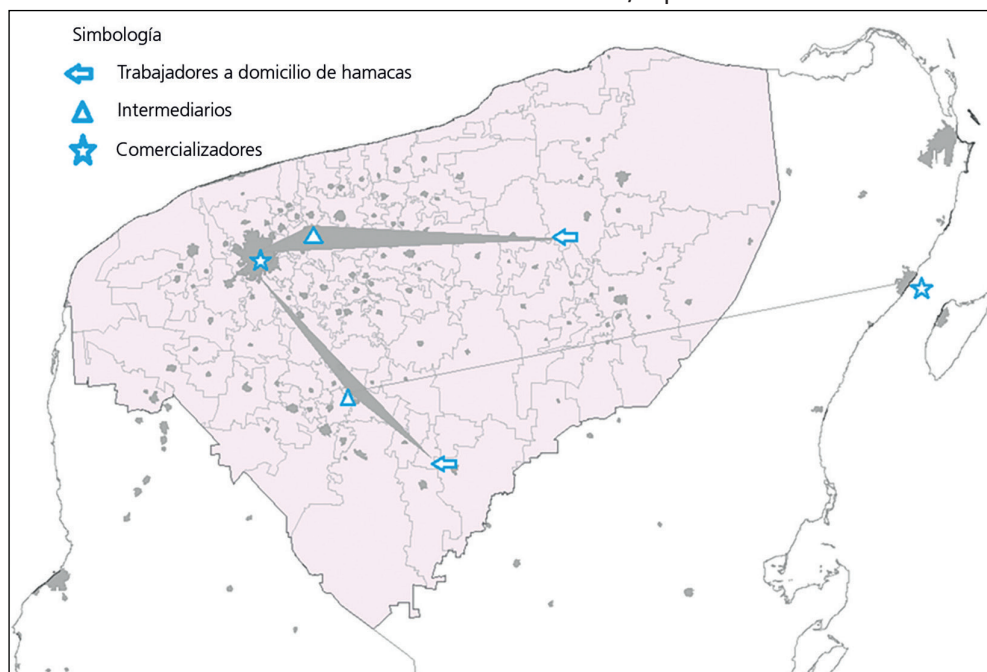 Simbología
Trabajadores a domicilio de hamacas
Intermediarios
Comercializadores